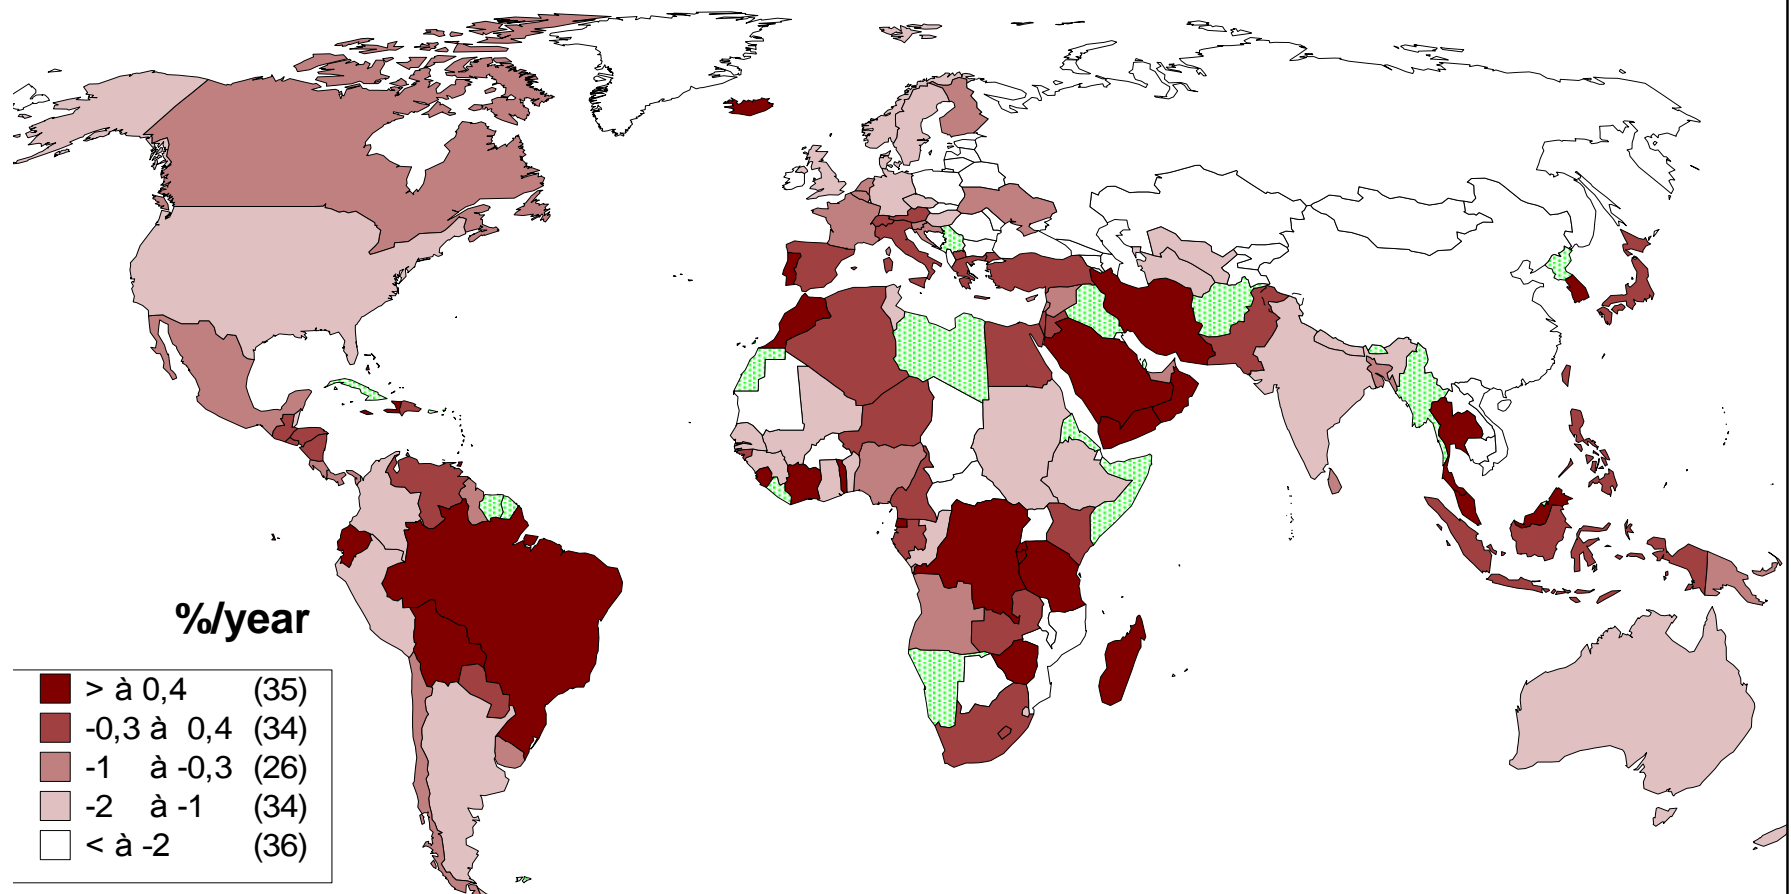 %/year
> à 0,4 (35)
-0,3 à 0,4 (34)
-1 à -0,3 (26)
-2 à -1 (34)
< à -2 (36)